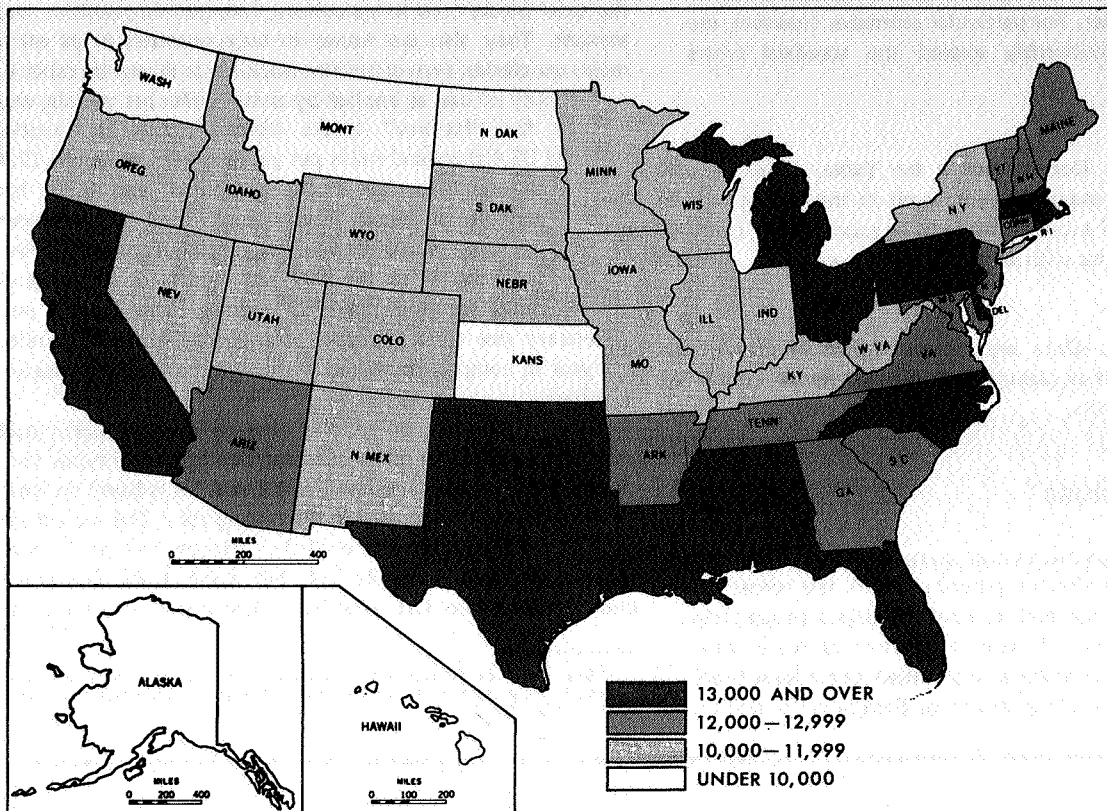 WASH
MONT
N DAK
MINN
MAINE
VT
N H
OREG
IDAHO
WYO
S DAK
WIS
N Y
R I
IOWA
NEBR
NEV
UTAH
COLO
KANS
MO
ILL
IND
W. VA
VA
DEL
KY
ARIZ
N MEX
ARK
TENN
S C
GA
MILES
0 200 400
ALASKA
MILES
0 200 400
HAWAII
MILES
0 100 200
13,000 AND OVER
12,000–12,999
10,000–11,999
UNDER 10,000